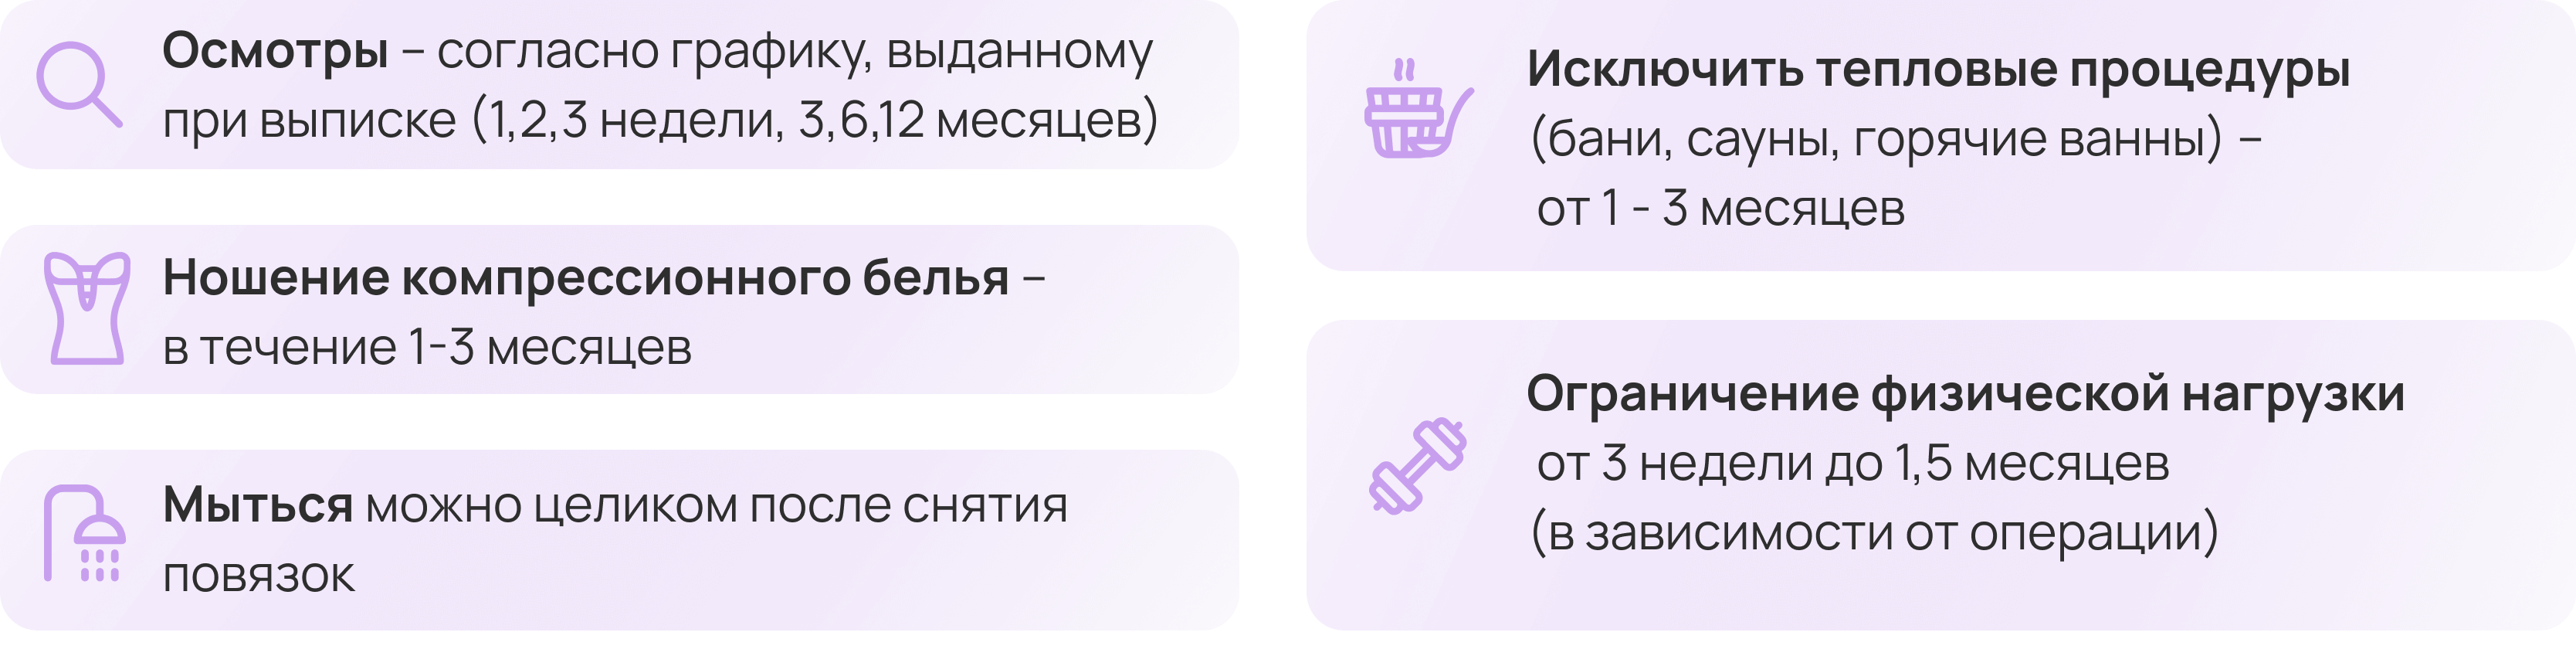 Осмотры – согласно графику, выданному
при выписке (1,2,3 недели, 3,6,12 месяцев)
Ношение компрессионного белья –
в течение 1-3 месяцев
Мыться можно целиком после снятия
повязок
Исключить тепловые процедуры
(бани, сауны, горячие ванны) –
от 1 - 3 месяцев
Ограничение физической нагрузки
от 3 недели до 1,5 месяцев
(в зависимости от операции)